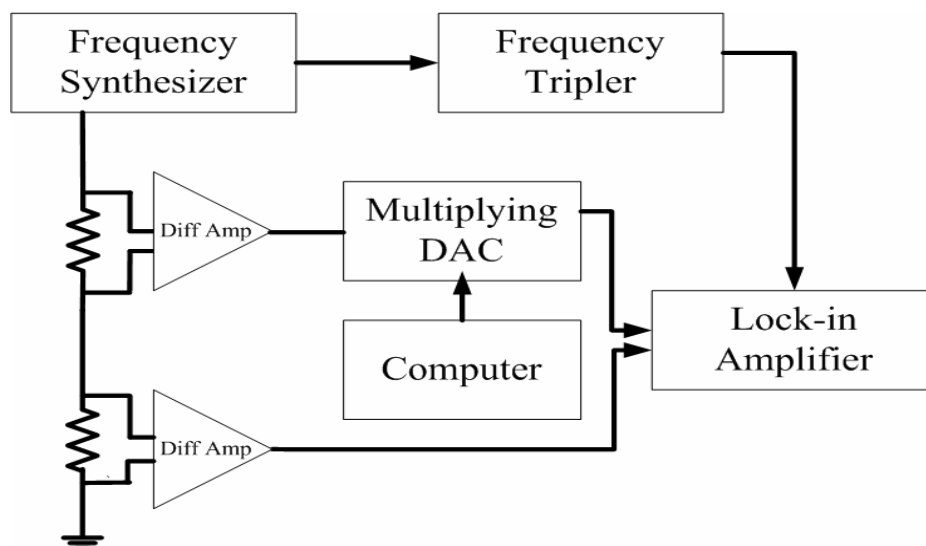 Frequency
Synthesizer
Frequency
Tripler
Diff Amp
Multiplying
DAC
Lock-in
Amplifier
Computer
Diff Amp